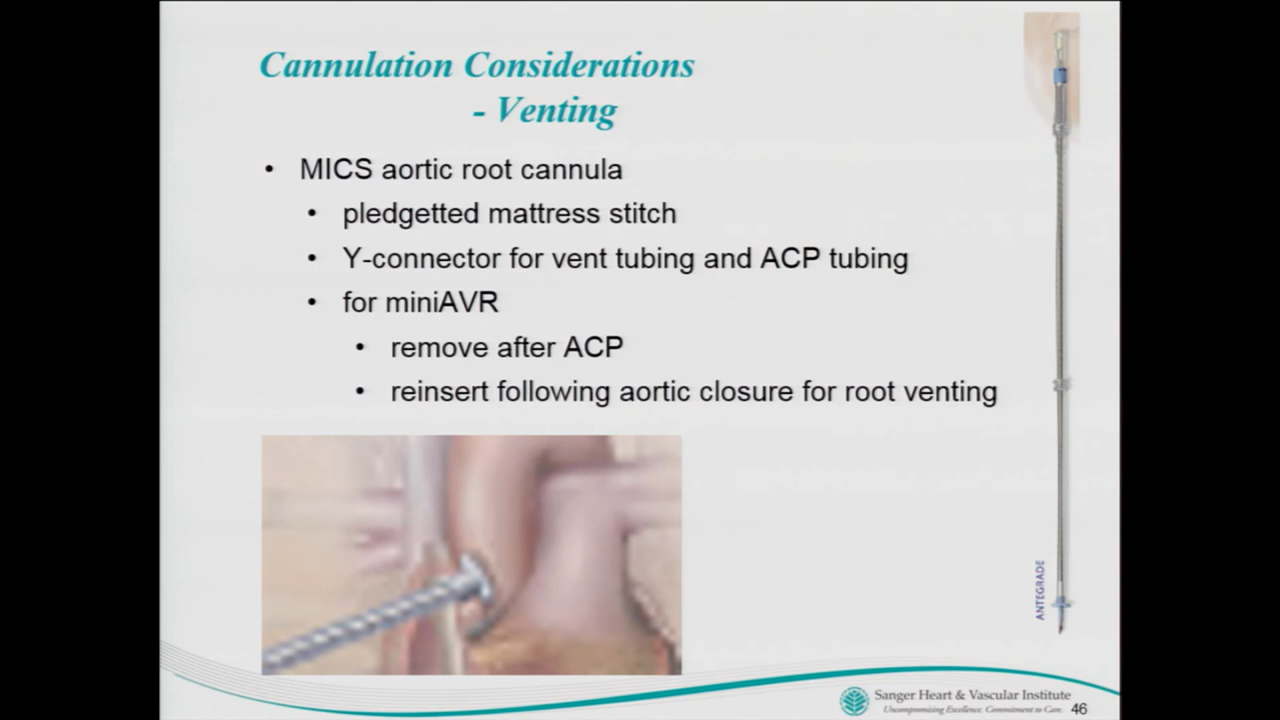 Cannulation Considerations
- Venting
• MICS aortic root cannula
• pledgetted mattress stitch
• Y-connector for vent tubing and ACP tubing
• for miniAVR
• remove after ACP
• reinsert following aortic closure for root venting
ANTEGRADE
Sanger Heart & Vascular Institute
Uncompromising Excellence. Commitment to Care.
46